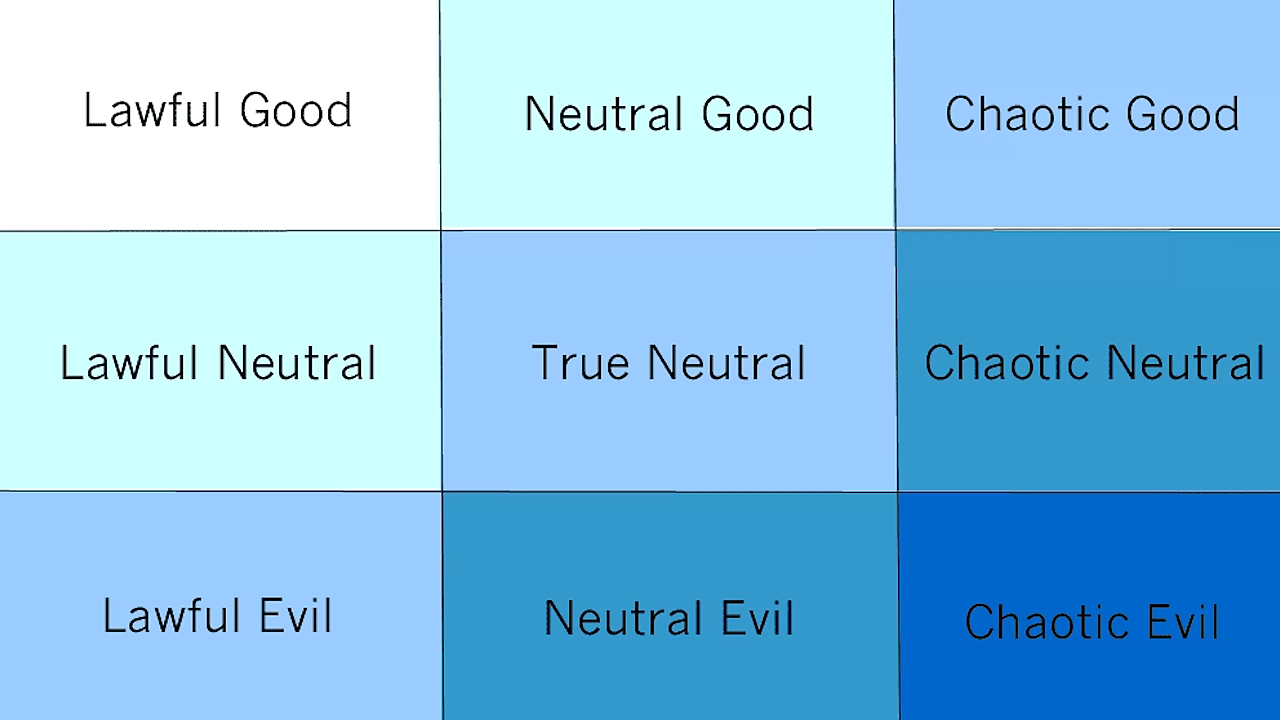 Lawful Good
Neutral Good
Chaotic Good
Lawful Neutral
True Neutral
Chaotic Neutral
Lawful Evil
Neutral Evil
Chaotic Evil